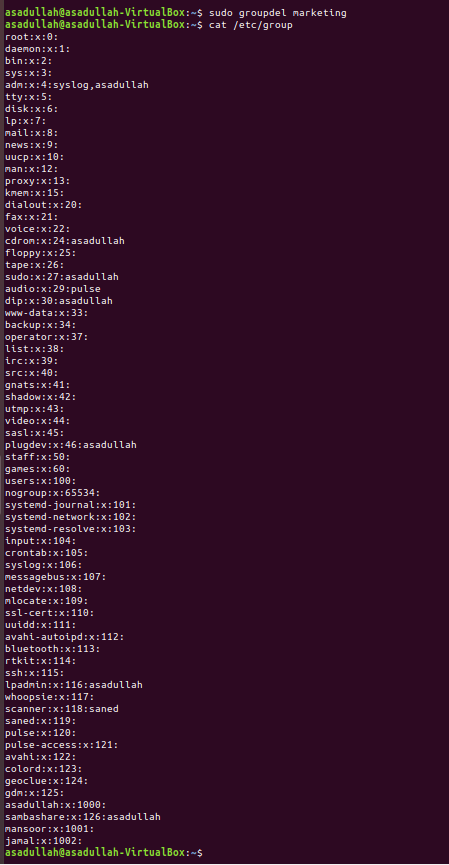 asadullah@asadullah-VirtualBox:~$ sudo groupdel marketing
asadullah@asadullah-VirtualBox:~$ cat /etc/group
root:x:0:
daemon:x:1:
bin:x:2:
sys:x:3:
adm:x:4:syslog,asadullah
tty:x:5:
disk:x:6:
lp:x:7:
mail:x:8:
news:x:9:
uucp:x:10:
man:x:12:
proxy:x:13:
kmem:x:15:
dialout:x:20:
fax:x:21:
voice:x:22:
cdrom:x:24:asadullah
floppy:x:25:
tape:x:26:
sudo:x:27:asadullah
audio:x:29:pulse
dip:x:30:asadullah
www-data:x:33:
backup:x:34:
operator:x:37:
list:x:38:
irc:x:39:
src:x:40:
gnats:x:41:
shadow:x:42:
utmp:x:43:
video:x:44:
sasl:x:45:
plugdev:x:46:asadullah
staff:x:50:
games:x:60:
users:x:100:
nogroup:x:65534:
systemd-journal:x:101:
systemd-network:x:102:
systemd-resolve:x:103:
input:x:104:
crontab:x:105:
syslog:x:106:
messagebus:x:107:
netdev:x:108:
mlocate:x:109:
ssl-cert:x:110:
uuidd:x:111:
avahi-autoipd:x:112:
bluetooth:x:113:
rtkit:x:114:
ssh:x:115:
lpadmin:x:116:asadullah
whoopsie:x:117:
scanner:x:118:saned
saned:x:119:
pulse:x:120:
pulse-access:x:121:
avahi:x:122:
colord:x:123:
geoclue:x:124:
gdm:x:125:
asadullah:x:1000:
sambashare:x:126:asadullah
mansoor:x:1001:
jamal:x:1002:
asadullah@asadullah-VirtualBox:~$